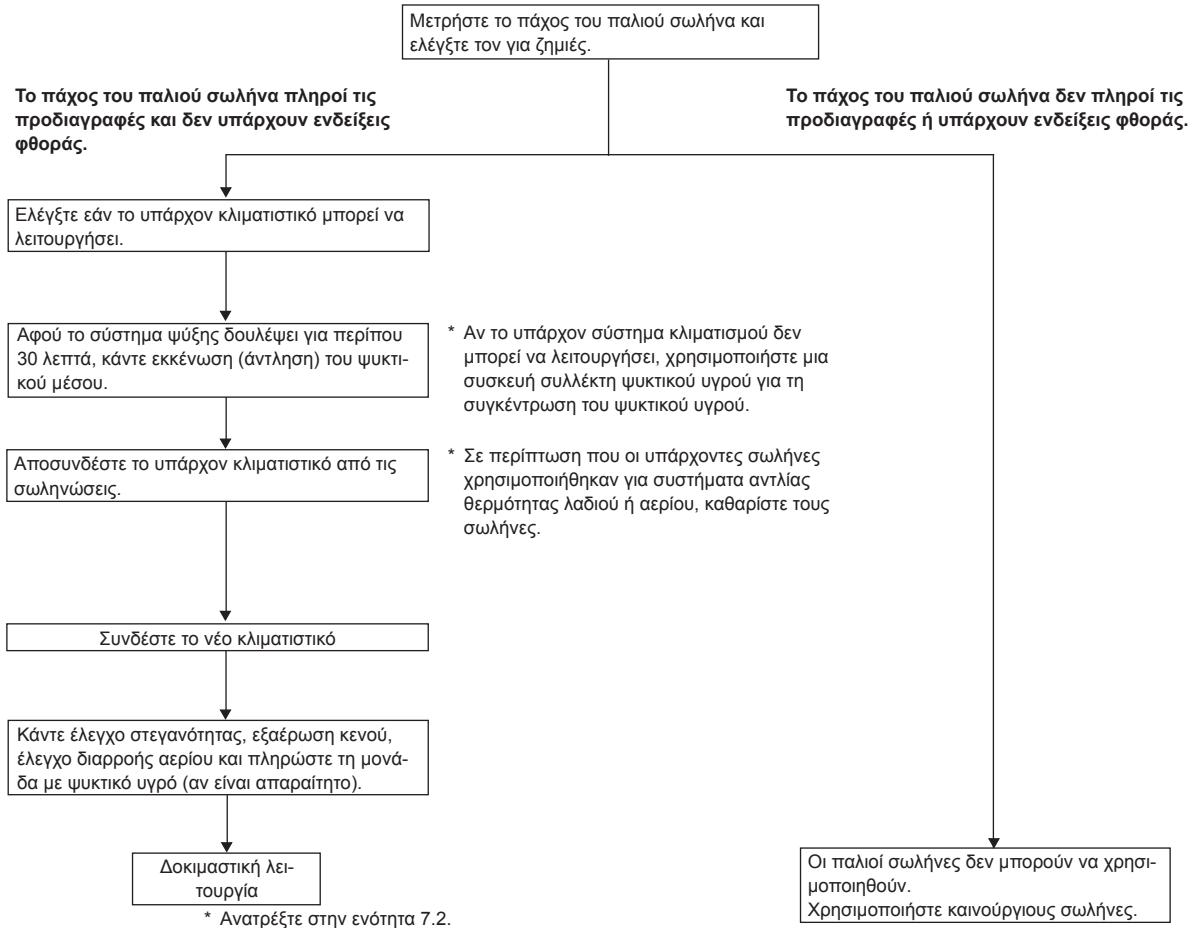 Μετρήστε το πάχος του παλιού σωλήνα και
ελέγξτε τον για ζημιές.
Το πάχος του παλιού σωλήνα πληροί τις
προδιαγραφές και δεν υπάρχουν ενδείξεις
φθοράς.
Το πάχος του παλιού σωλήνα δεν πληροί τις
προδιαγραφές ή υπάρχουν ενδείξεις φθοράς.
Ελέγξτε εάν το υπάρχον κλιματιστικό μπορεί να
λειτουργήσει.
Αφού το σύστημα ψύξης δουλέψει για περίπου
30 λεπτά, κάντε εκκένωση (άντληση) του ψυκτι-
κού μέσου.
* Αν το υπάρχον σύστημα κλιματισμού δεν
μπορεί να λειτουργήσει, χρησιμοποιήστε μια
συσκευή συλλέκτη ψυκτικού υγρού για τη
συγκέντρωση του ψυκτικού υγρού.
Αποσυνδέστε το υπάρχον κλιματιστικό από τις
σωληνώσεις.
* Σε περίπτωση που οι υπάρχοντες σωλήνες
χρησιμοποιήθηκαν για συστήματα αντλίας
θερμότητας λαδιού ή αερίου, καθαρίστε τους
σωλήνες.
Συνδέστε το νέο κλιματιστικό
Κάντε έλεγχο στεγανότητας, εξαέρωση κενού,
έλεγχο διαρροής αερίου και πληρώστε τη μονά-
δα με ψυκτικό υγρό (αν είναι απαραίτητο).
Δοκιμαστική λει-
τουργία
* Ανατρέξτε στην ενότητα 7.2.
Οι παλιοί σωλήνες δεν μπορούν να χρησι-
μοποιηθούν.
Χρησιμοποιήστε καινούργιους σωλήνες.